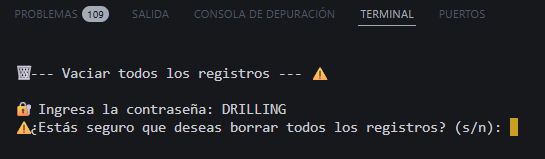 PROBLEMAS 109 SALIDA CONSOLA DE DEPURACIÓN TERMINAL PUERTOS
🗑️--- Vaciar todos los registros --- ⚠️
🔐 Ingresa la contraseña: DRILLING
⚠️¿Estás seguro que deseas borrar todos los registros? (s/n):